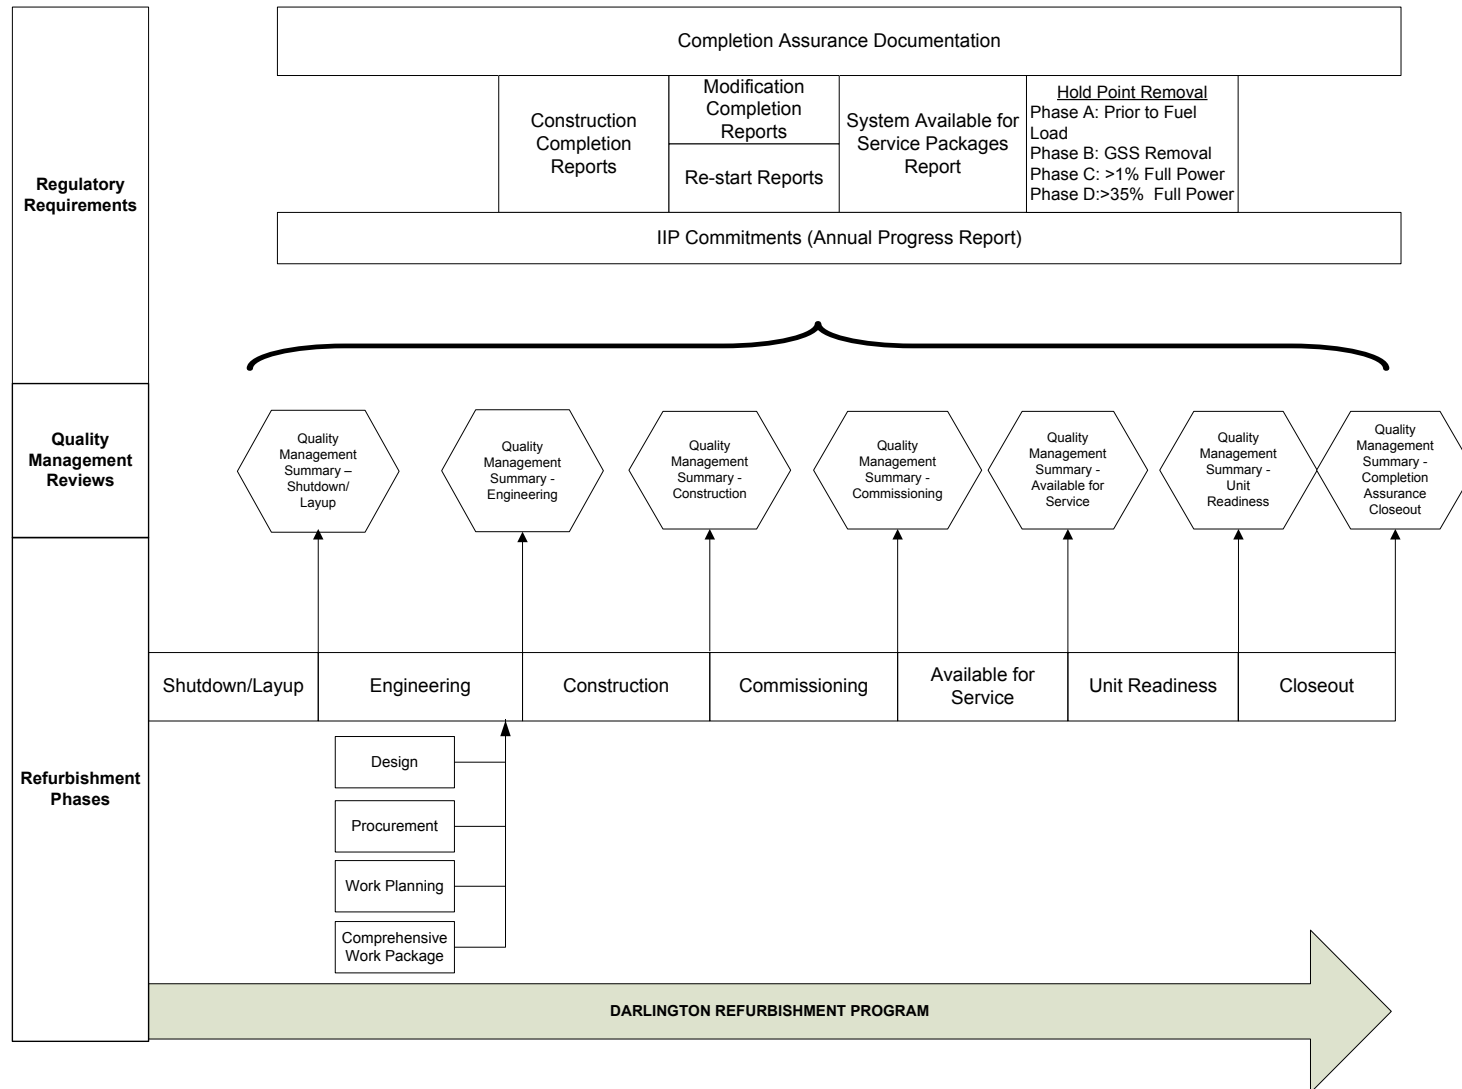 Completion Assurance Documentation
Construction
Completion
Reports
Modification
Completion
Reports
Re-start Reports
System Available for
Service Packages
Report
Hold Point Removal
Phase A: Prior to Fuel
Load
Phase B: GSS Removal
Phase C: >1% Full Power
Phase D:>35%  Full Power
IIP Commitments (Annual Progress Report)
Regulatory
Requirements
Quality
Management
Reviews
Quality
Management
Summary –
Shutdown/
Layup
Quality
Management
Summary -
Engineering
Quality
Management
Summary -
Construction
Quality
Management
Summary -
Commissioning
Quality
Management
Summary -
Available for
Service
Quality
Management
Summary -
Unit
Readiness
Quality
Management
Summary -
Completion
Assurance
Closeout
Refurbishment
Phases
Shutdown/Layup
Engineering
Construction
Commissioning
Available for
Service
Unit Readiness
Closeout
Design
Procurement
Work Planning
Comprehensive
Work Package
DARLINGTON REFURBISHMENT PROGRAM